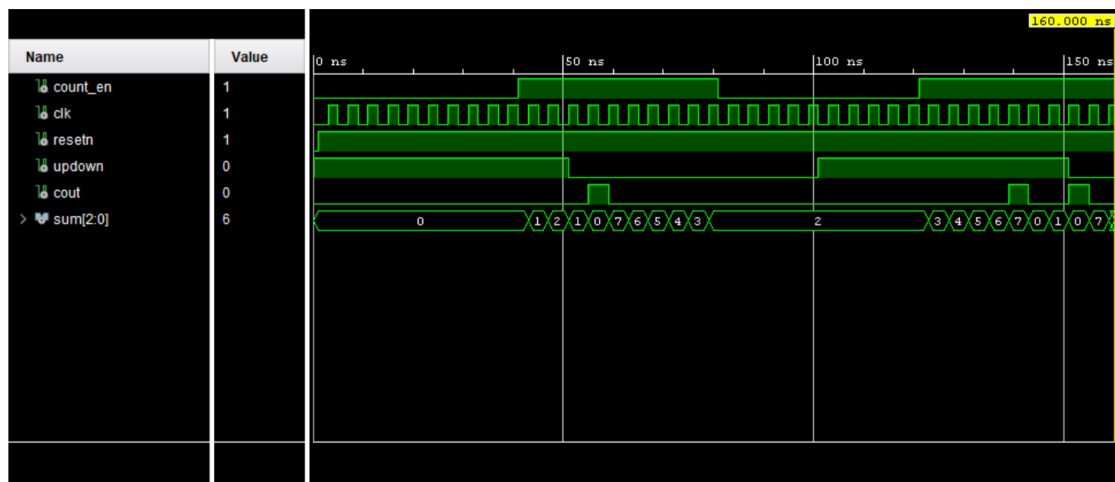 160.000 ns
Name Value
0 ns 50 ns 100 ns 150 ns
count_en 1
clk 1
resetn 1
updown 0
cout 0
sum[2:0] 6 0 1 2 1 0 7 6 5 4 3 2 3 4 5 6 7 0 1 0 7